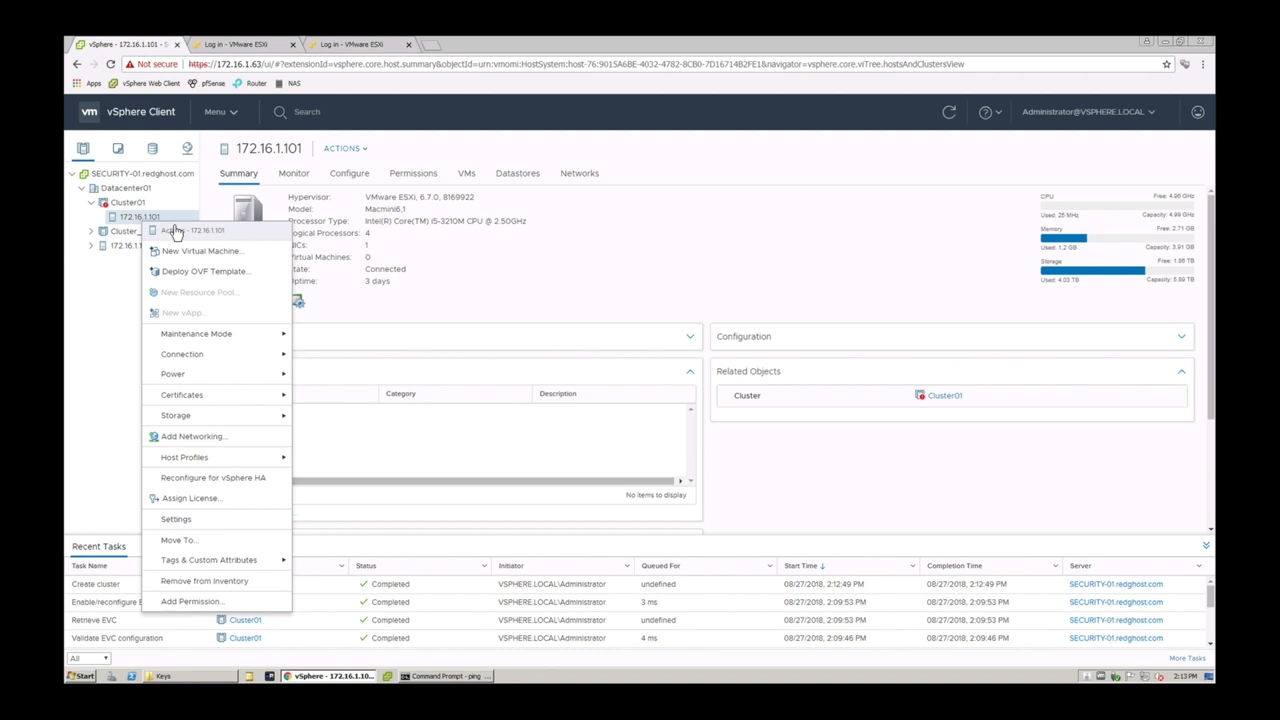 vSphere - 172.16.1.101 - S
Log in - VMware ESXi
Log in - VMware ESXi
Not secure
https://172.16.1.63/ui/#?extensionId=vsphere.core.host.summary&objectId=urn:vmomi:HostSystem:host-76:9015A6BE-4032-4782-8CB0-7D16714B2FE1&navigator=vsphere.core.viTree.hostsAndClustersView
Apps vSphere Web Client pfSense Router NAS
vm vSphere Client Menu Search Administrator@VSPHERE.LOCAL
172.16.1.101 ACTIONS
SECURITY-01.redghost.com
Datacenter01
Cluster01
172.16.1.101
Cluster_
172.16.1.1
Summary Monitor Configure Permissions VMs Datastores Networks
Hypervisor: VMware ESXi, 6.7.0, 8169922
Model: Macmini6,1
Processor Type: Intel(R) Core(TM) i5-3210M CPU @ 2.50GHz
Logical Processors: 4
NICs: 1
Virtual Machines: 0
State: Connected
Uptime: 3 days
CPU Free: 4.96 GHz
Used: 25 MHz Capacity: 4.99 GHz
Memory Free: 2.71 GB
Used: 1.2 GB Capacity: 3.91 GB
Storage Free: 1.86 TB
Used: 4.03 TB Capacity: 5.89 TB
- 172.16.1.101
New Virtual Machine...
Deploy OVF Template...
New Resource Pool...
New vApp...
Maintenance Mode
Connection
Power
Certificates
Storage
Add Networking...
Host Profiles
Reconfigure for vSphere HA
Assign License...
Settings
Move To...
Tags & Custom Attributes
Remove from Inventory
Add Permission...
Category Description
No items to display
Configuration
Related Objects
Cluster Cluster01
Recent Tasks
Task Name Status Initiator Queued For Start Time Completion Time Server
Create cluster Completed VSPHERE.LOCAL\Administrator undefined 08/27/2018, 2:12:49 PM 08/27/2018, 2:12:49 PM SECURITY-01.redghost.com
Enable/reconfigure E Completed VSPHERE.LOCAL\Administrator 3 ms 08/27/2018, 2:09:53 PM 08/27/2018, 2:09:53 PM SECURITY-01.redghost.com
Retrieve EVC Cluster01 Completed VSPHERE.LOCAL\Administrator undefined 08/27/2018, 2:09:53 PM 08/27/2018, 2:09:53 PM SECURITY-01.redghost.com
Validate EVC configuration Cluster01 Completed VSPHERE.LOCAL\Administrator 4 ms 08/27/2018, 2:09:46 PM 08/27/2018, 2:09:46 PM SECURITY-01.redghost.com
All More Tasks
Start Keys vSphere - 172.16.1.10... Command Prompt - ping ... 2:13 PM